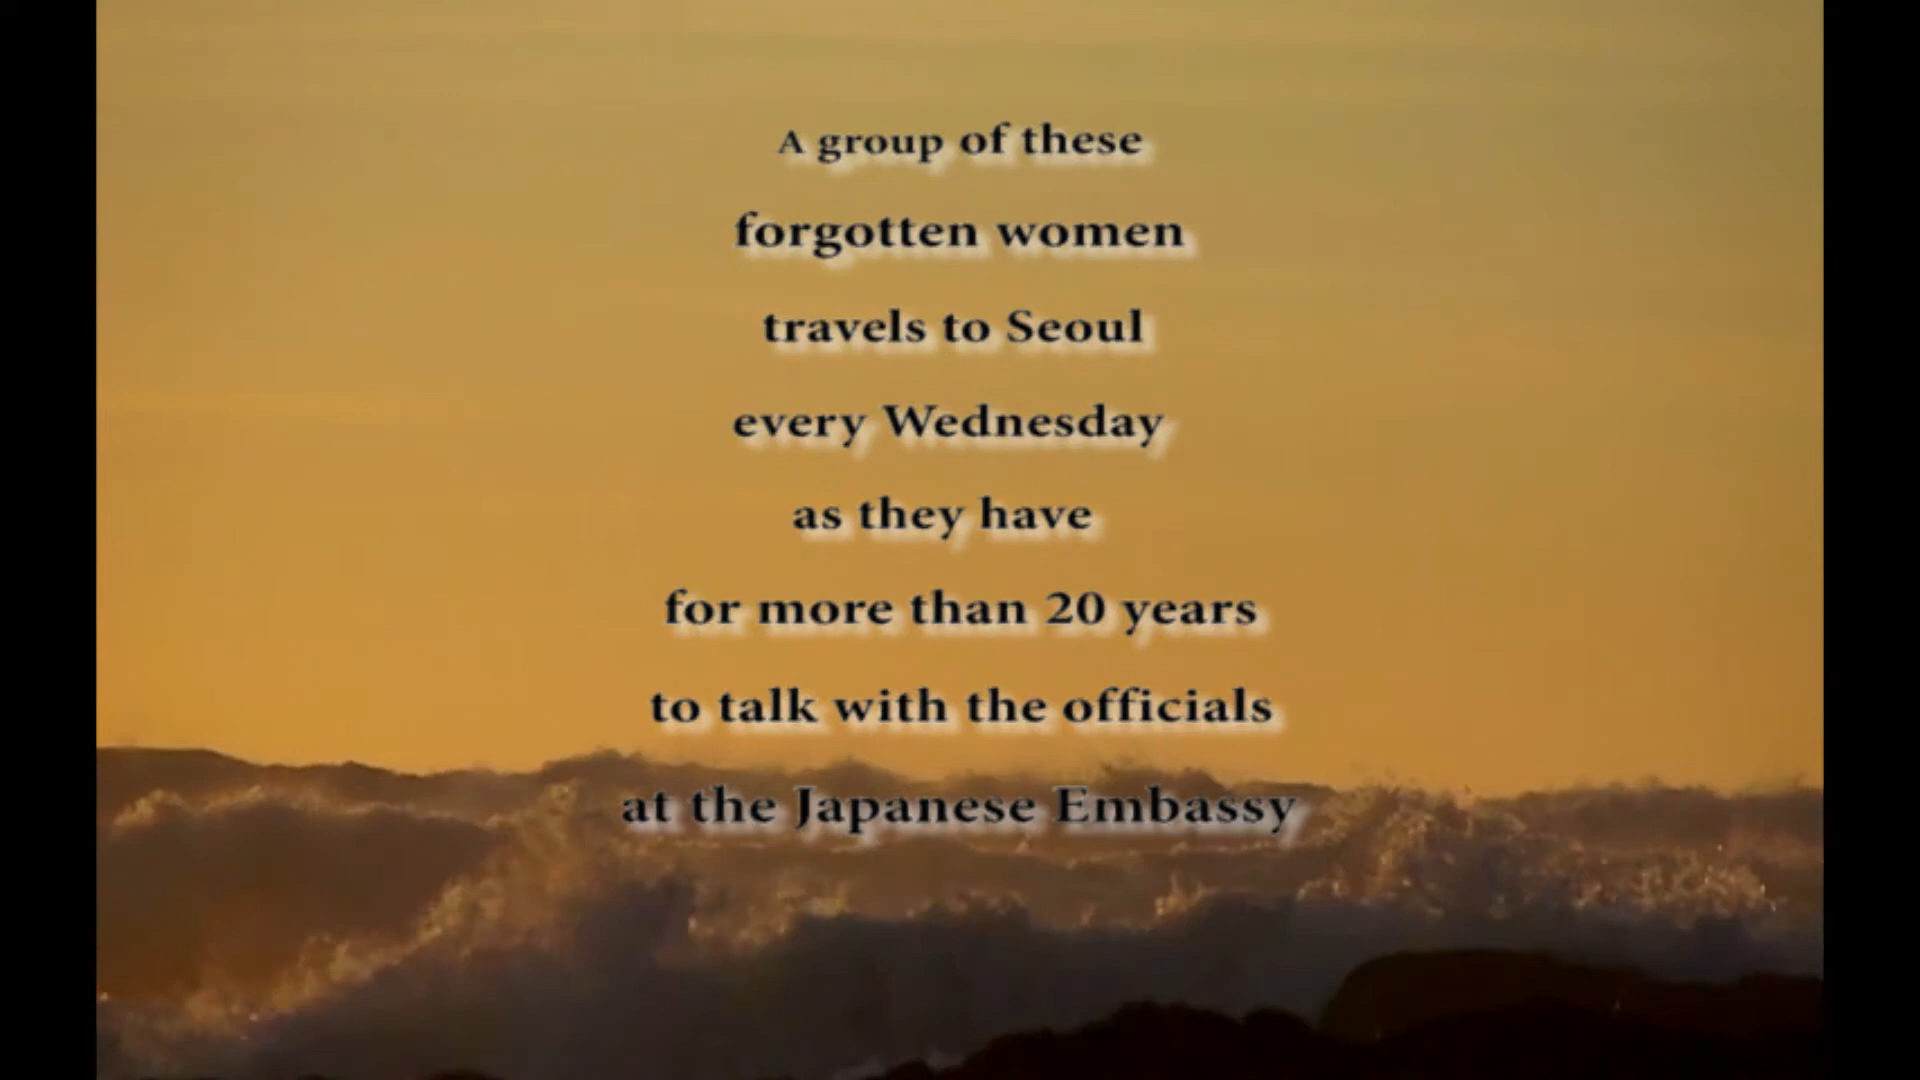 A group of these
forgotten women
travels to Seoul
every Wednesday
as they have
for more than 20 years
to talk with the officials
at the Japanese Embassy